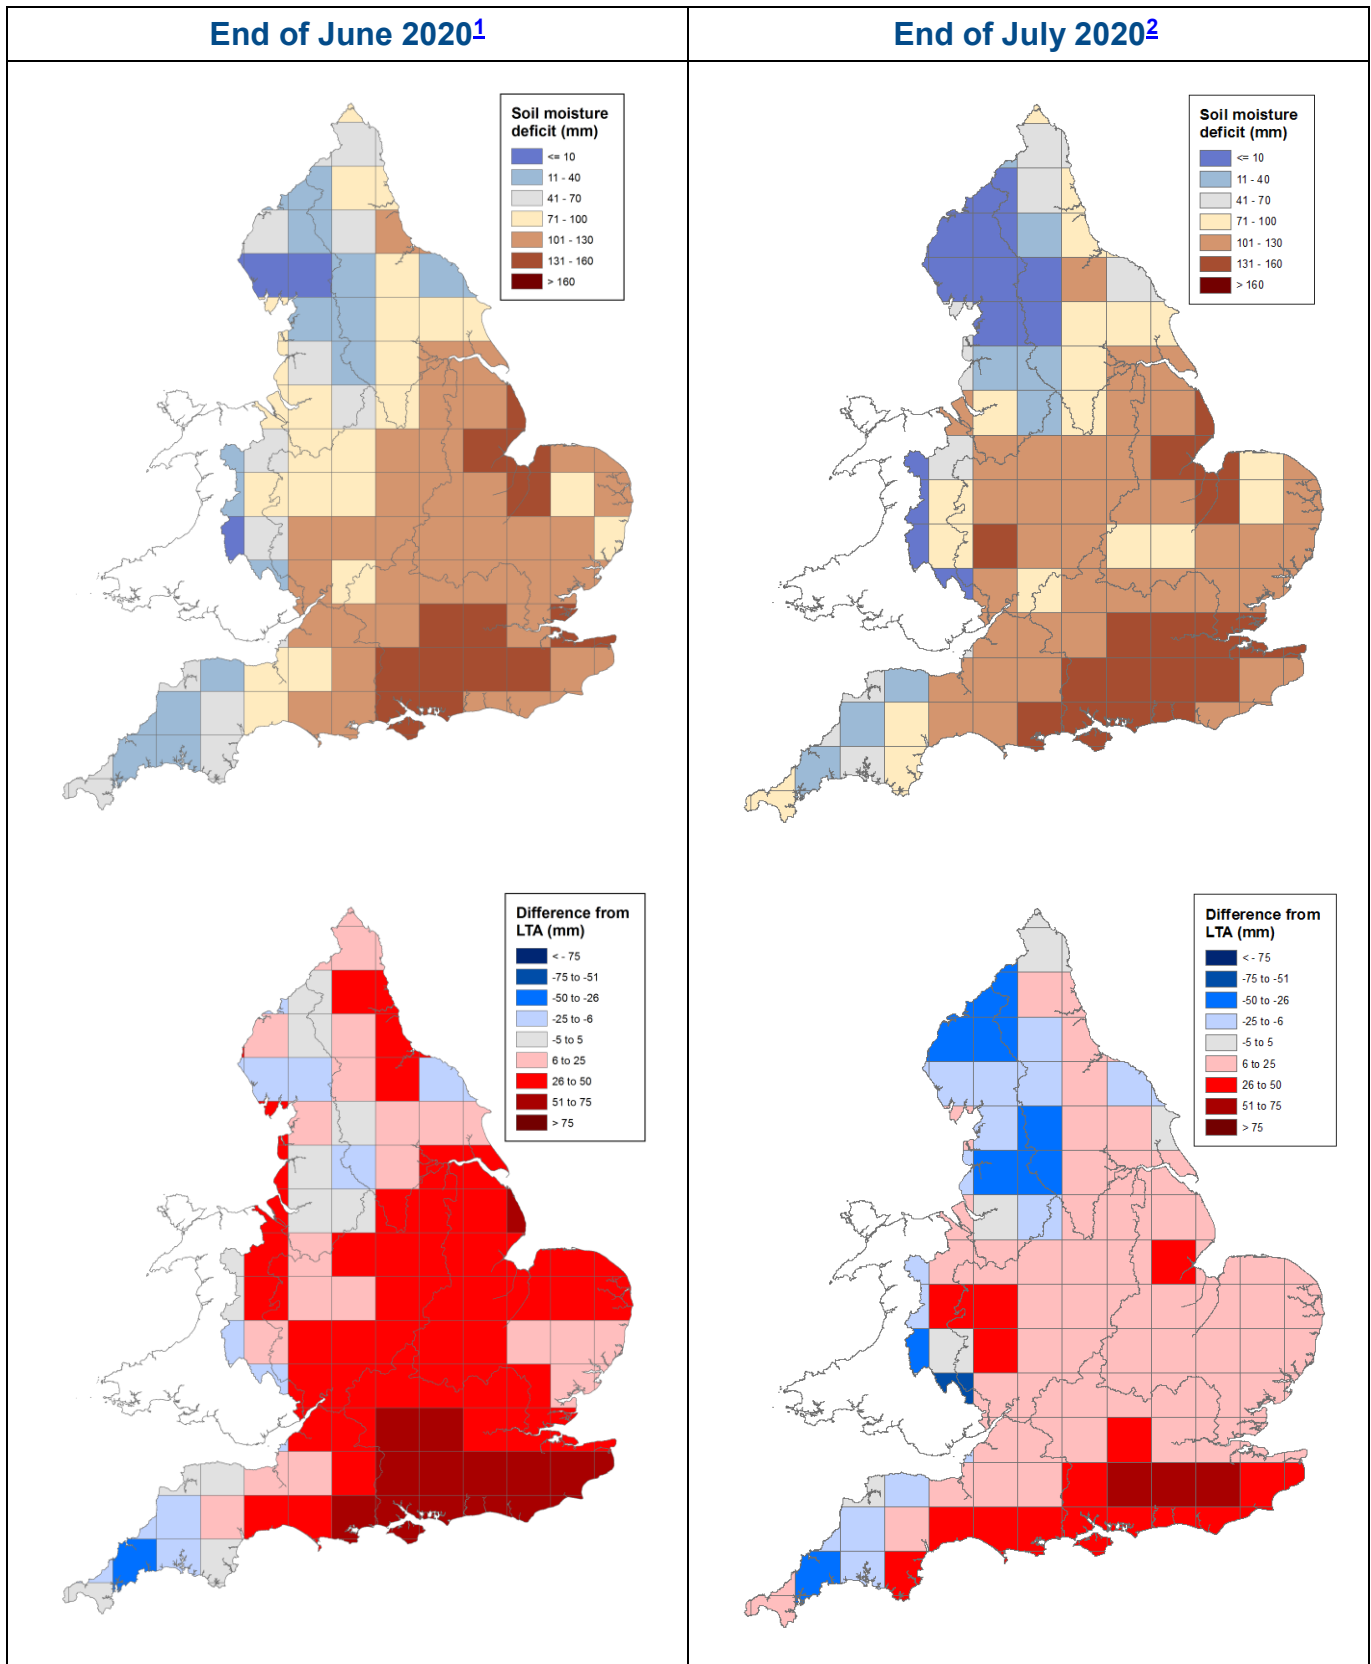 End of June 20201
End of July 20202
Soil moisture
deficit (mm)
<= 10
11 - 40
41 - 70
71 - 100
101 - 130
131 - 160
> 160
Soil moisture
deficit (mm)
<= 10
11 - 40
41 - 70
71 - 100
101 - 130
131 - 160
> 160
Difference from
LTA (mm)
< - 75
-75 to -51
-50 to -26
-25 to -6
-5 to 5
6 to 25
26 to 50
51 to 75
> 75
Difference from
LTA (mm)
< - 75
-75 to -51
-50 to -26
-25 to -6
-5 to 5
6 to 25
26 to 50
51 to 75
> 75